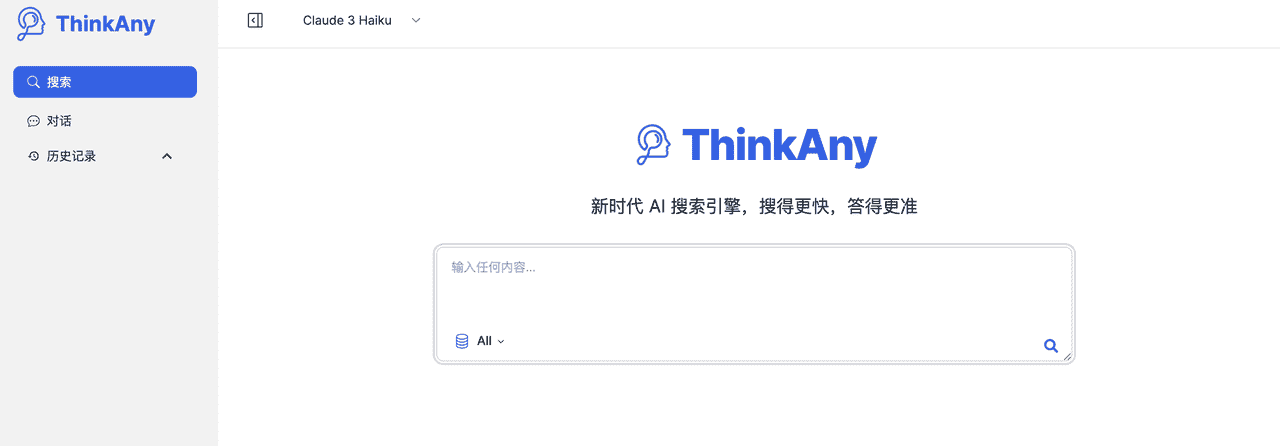 ThinkAny
Claude 3 Haiku
搜索
对话
历史记录
ThinkAny
新时代 AI 搜索引擎，搜得更快，答得更准
输入任何内容...
All